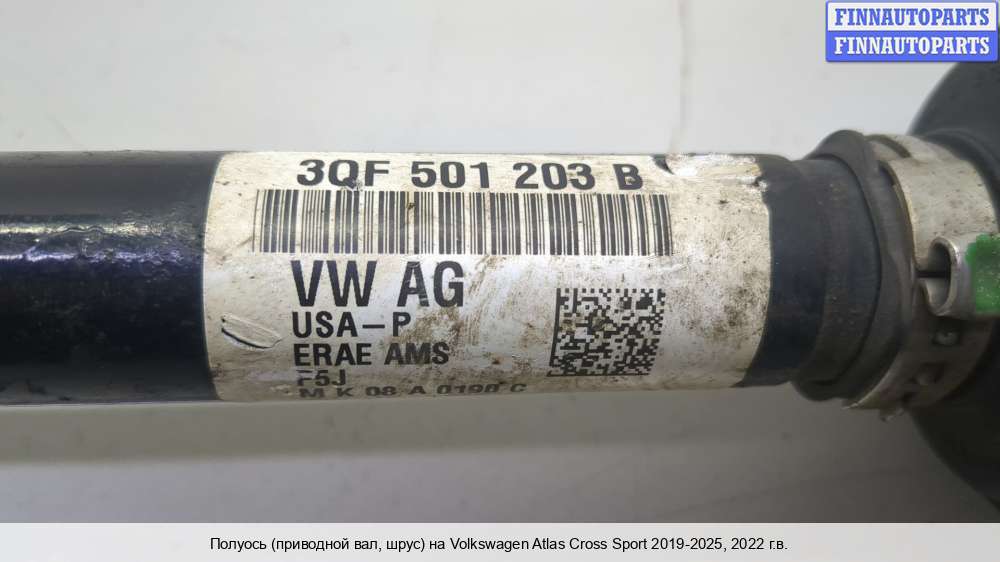 FINNAUTOPARTS
FINNAUTOPARTS
3QF 501 203 B
VW AG
USA-P
ERAE AMS
F5J
M K 08 A 0190 C
Полуось (приводной вал, шрус) на Volkswagen Atlas Cross Sport 2019-2025, 2022 г.в.